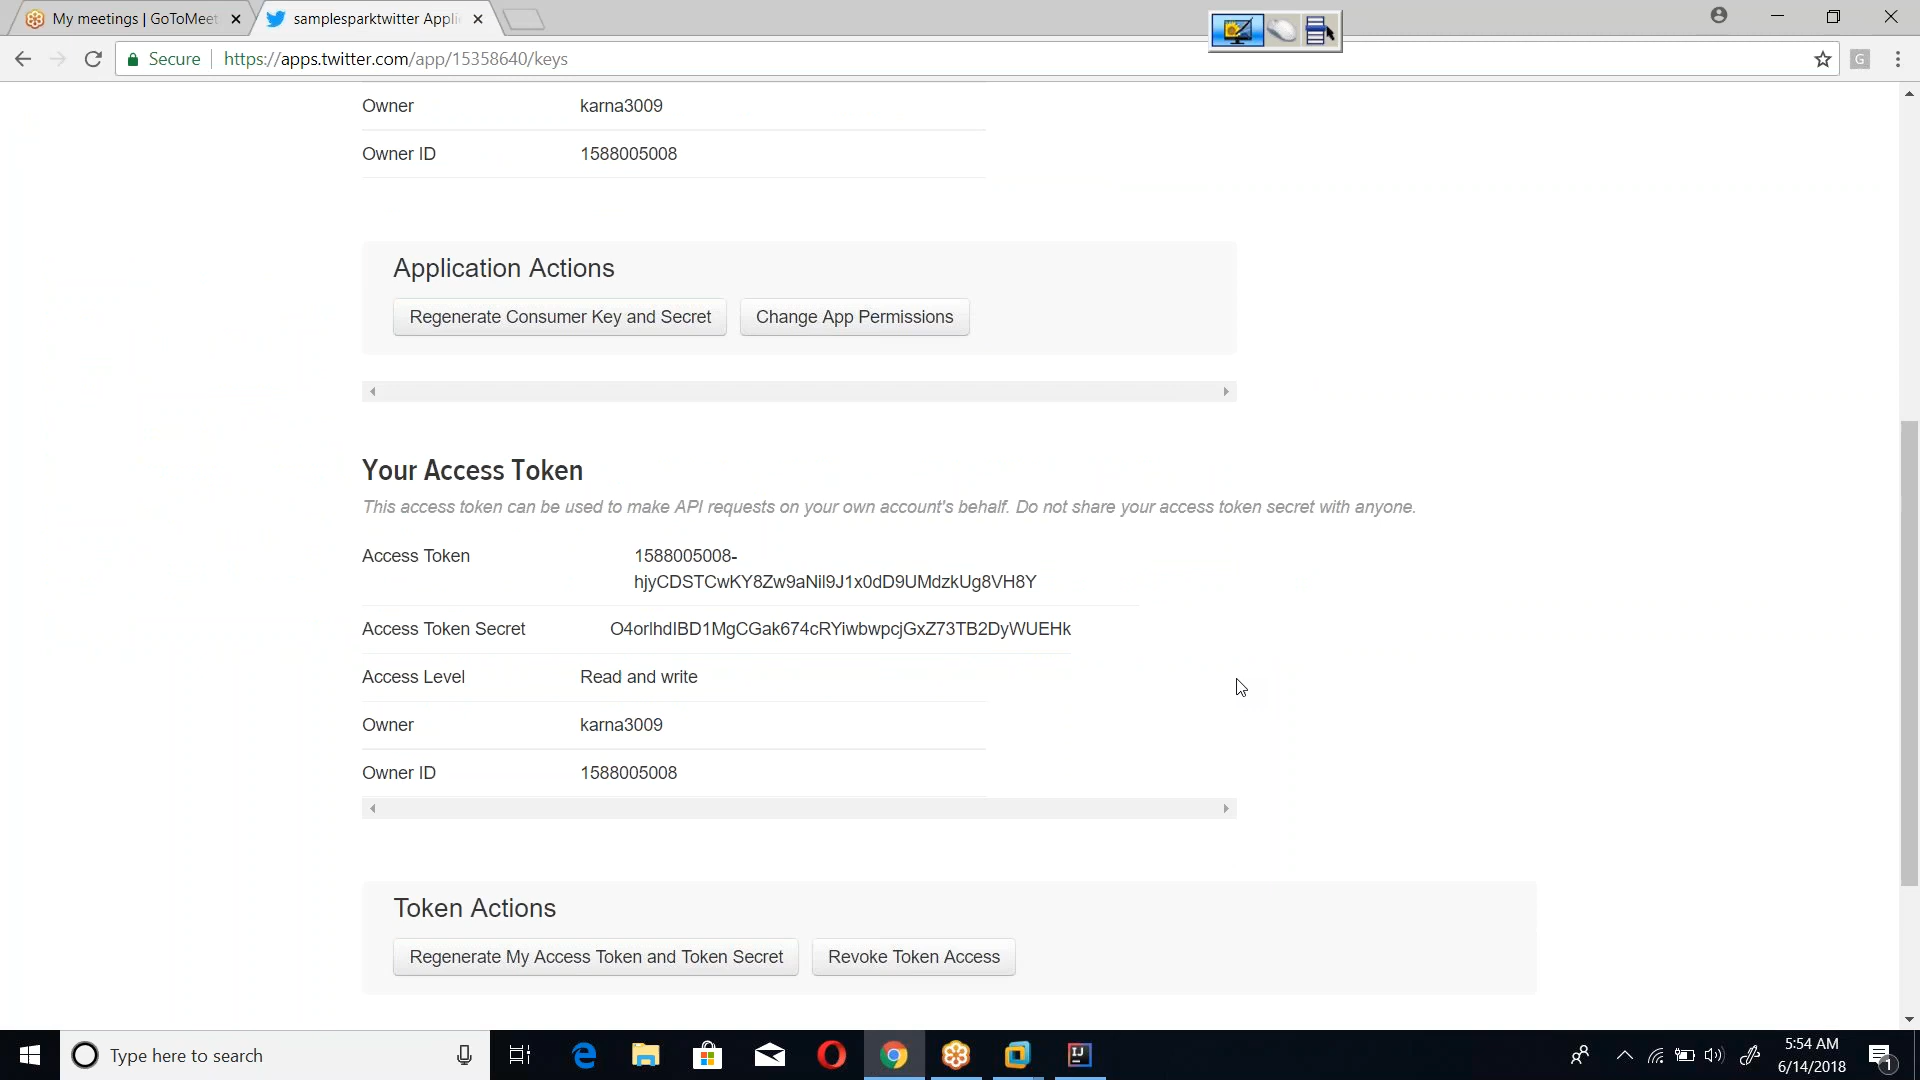 My meetings | GoToMeet
samplesparktwitter Appli
Secure
https://apps.twitter.com/app/15358640/keys
G
Owner karna3009
Owner ID 1588005008
Application Actions
Regenerate Consumer Key and Secret Change App Permissions
Your Access Token
This access token can be used to make API requests on your own account's behalf. Do not share your access token secret with anyone.
Access Token 1588005008-
hjyCDSTCwKY8Zw9aNil9J1x0dD9UMdzkUg8VH8Y
Access Token Secret O4orlhdIBD1MgCGak674cRYiwbwpcjGxZ73TB2DyWUEHk
Access Level Read and write
Owner karna3009
Owner ID 1588005008
Token Actions
Regenerate My Access Token and Token Secret Revoke Token Access
Type here to search
IJ
5:54 AM
6/14/2018
1